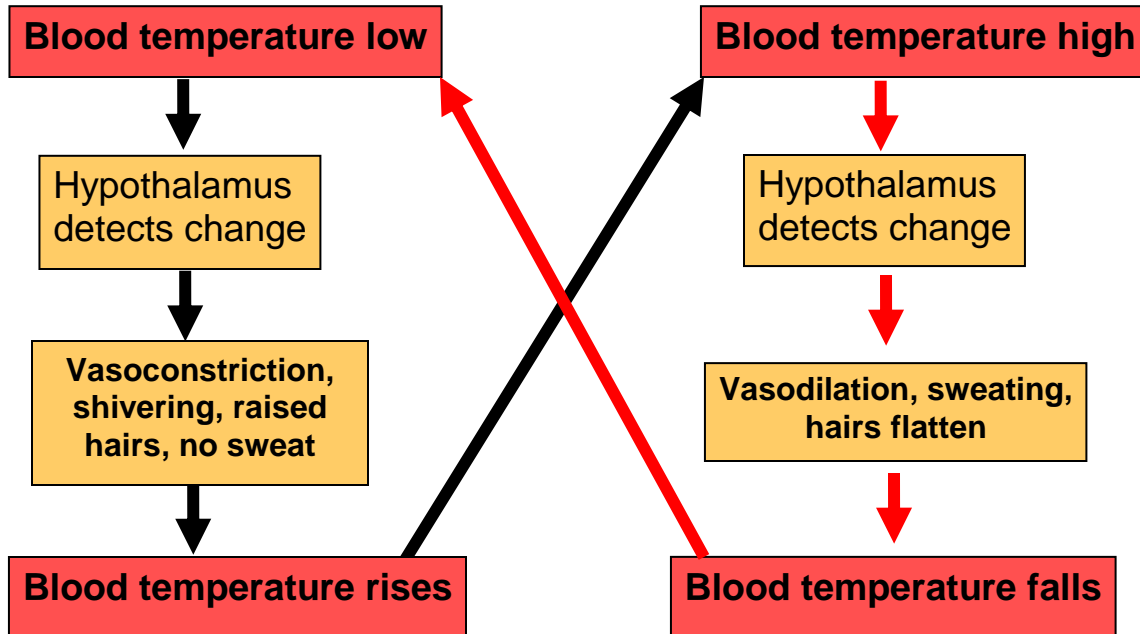 Blood temperature low
Blood temperature high
Hypothalamus
detects change
Hypothalamus
detects change
Vasoconstriction,
shivering, raised
hairs, no sweat
Vasodilation, sweating,
hairs flatten
Blood temperature rises
Blood temperature falls